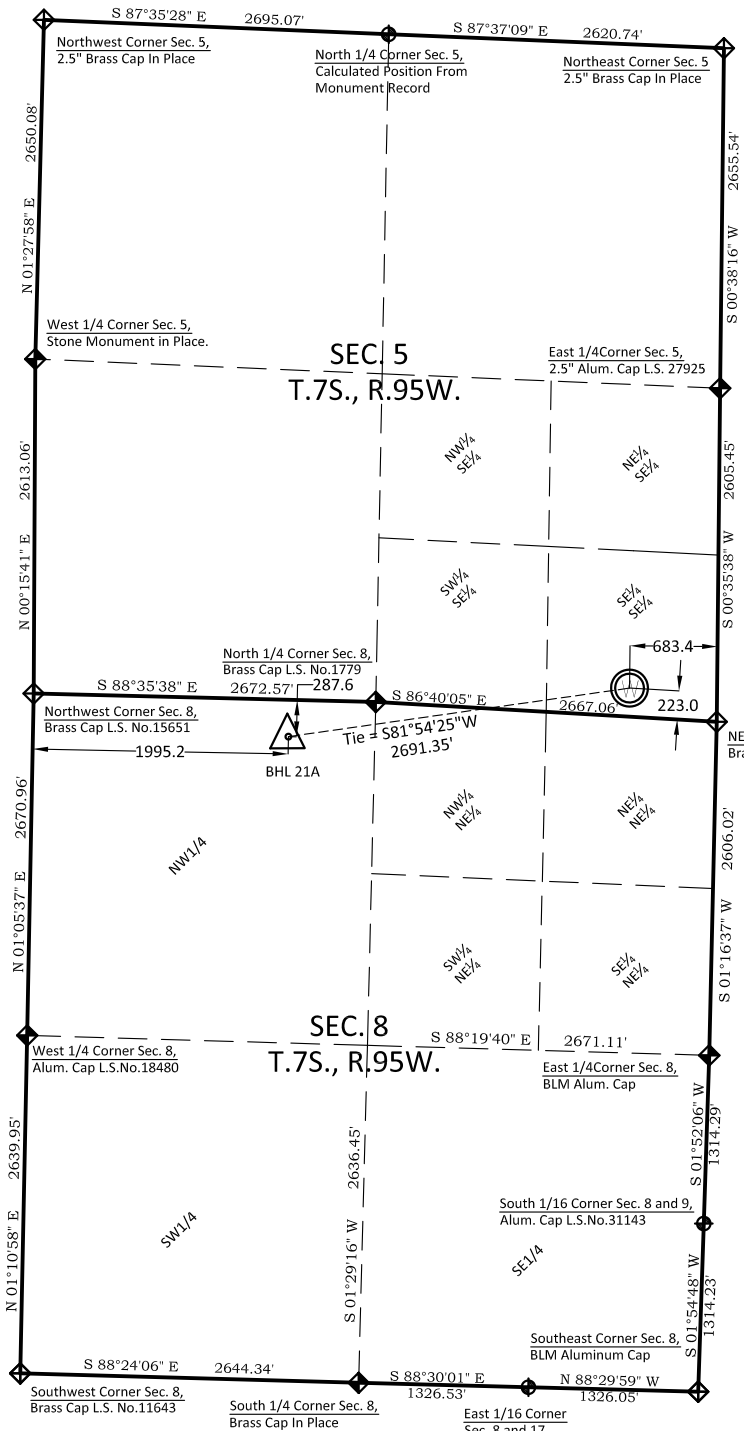 S 87°35'28" E 2695.07'
S 87°37'09" E 2620.74'
Northwest Corner Sec. 5,
2.5" Brass Cap In Place
North 1/4 Corner Sec. 5,
Calculated Position From
Monument Record
Northeast Corner Sec. 5
2.5" Brass Cap In Place
N 01°27'58" E 2650.08'
S 00°38'16" W 2655.54'
West 1/4 Corner Sec. 5,
Stone Monument in Place.
SEC. 5
T.7S., R.95W.
East 1/4Corner Sec. 5,
2.5" Alum. Cap L.S. 27925
N 00°15'41" E 2613.06'
S 00°35'38" W 2605.45'
NW¼
SE¼
NE¼
SE¼
SW¼
SE¼
SE¼
SE¼
North 1/4 Corner Sec. 8,
Brass Cap L.S. No.1779
683.4
W
223.0
S 88°35'38" E 2672.57'
287.6
S 86°40'05" E 2667.06'
Northwest Corner Sec. 8,
Brass Cap L.S. No.15651
1995.2
BHL 21A
Tie = S81°54'25"W
2691.35'
NE
Bra
N 01°05'37" E 2670.96'
S 01°16'37" W 2606.02'
NW1/4
NW¼
NE¼
NE¼
NE¼
SW¼
NE¼
SE¼
NE¼
SEC. 8
T.7S., R.95W.
S 88°19'40" E 2671.11'
West 1/4 Corner Sec. 8,
Alum. Cap L.S.No.18480
East 1/4Corner Sec. 8,
BLM Alum. Cap
N 01°10'58" E 2639.95'
S 01°29'16" W 2636.45'
S 01°52'06" W
1314.29'
South 1/16 Corner Sec. 8 and 9,
Alum. Cap L.S.No.31143
SW1/4
SE1/4
S 01°54'48" W
1314.23'
Southeast Corner Sec. 8,
BLM Aluminum Cap
S 88°24'06" E 2644.34'
S 88°30'01" E
1326.53'
N 88°29'59" W
1326.05'
Southwest Corner Sec. 8,
Brass Cap L.S. No.11643
South 1/4 Corner Sec. 8,
Brass Cap In Place
East 1/16 Corner
Sec. 8 and 17